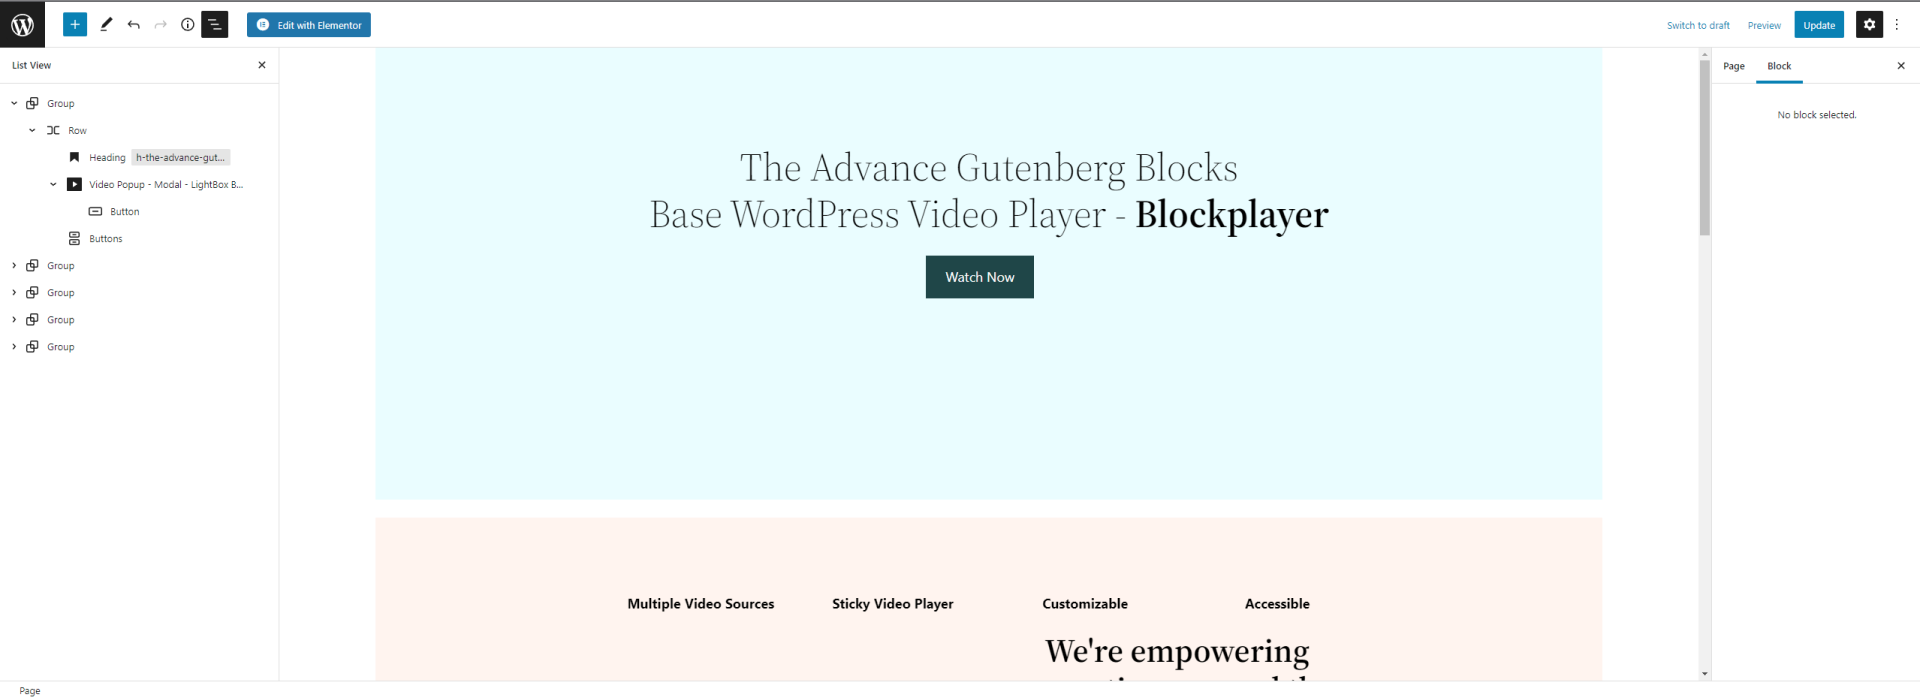 Edit with Elementor
Switch to draft
Preview
Update
List View
Group
Row
Heading h-the-advance-gut...
Video Popup - Modal - LightBox B...
Button
Buttons
Group
Group
Group
Group
The Advance Gutenberg Blocks
Base WordPress Video Player - Blockplayer
Watch Now
Multiple Video Sources
Sticky Video Player
Customizable
Accessible
We're empowering
Page
Block
No block selected.
Page